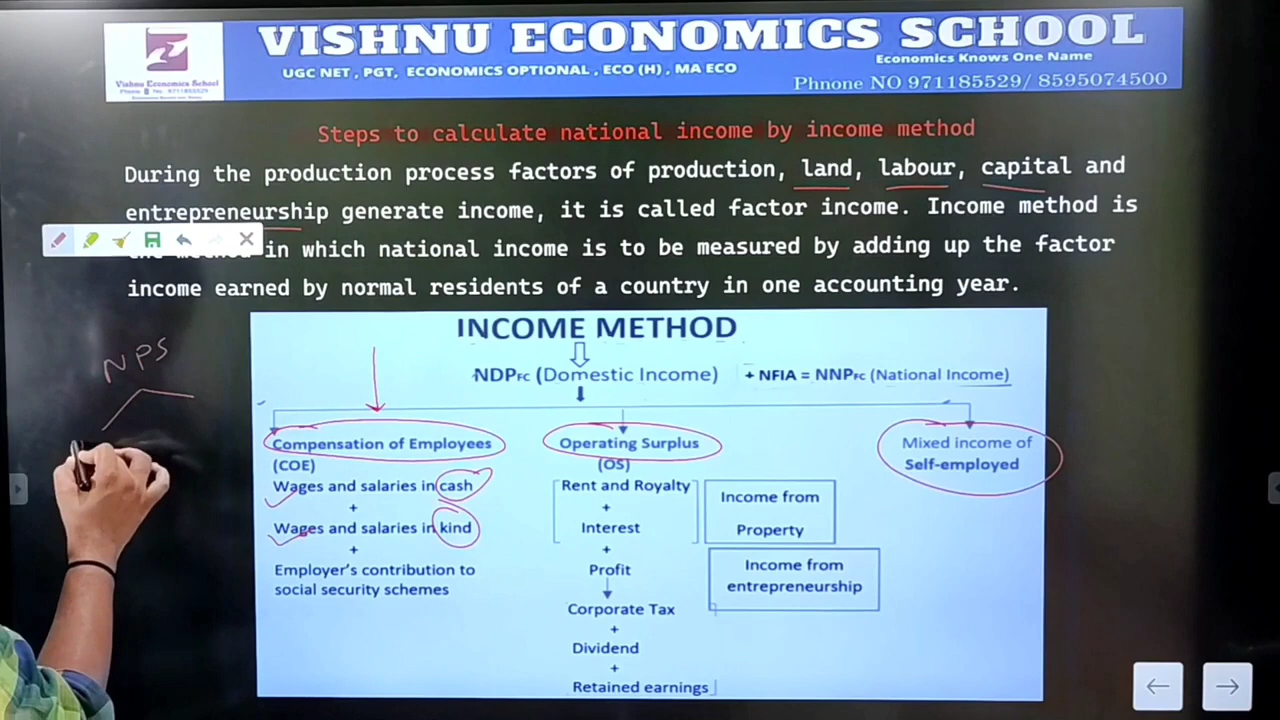 VISHNU ECONOMICS SCHOOL
Economics Knows One Name
UGC NET , PGT, ECONOMICS OPTIONAL , ECO (H) , MA ECO
Phnone NO 971185529/ 8595074500
Vishnu Economics School
Steps to calculate national income by income method
During the production process factors of production, land, labour, capital and
entrepreneurship generate income, it is called factor income. Income method is
in which national income is to be measured by adding up the factor
income earned by normal residents of a country in one accounting year.
NPS
INCOME METHOD
NDPFC (Domestic Income) + NFIA = NNPFC (National Income)
Compensation of Employees
(COE)
Wages and salaries in cash
+
Wages and salaries in kind
+
Employer's contribution to
social security schemes
Operating Surplus
(OS)
Rent and Royalty
+
Interest
+
Profit
Corporate Tax
+
Dividend
+
Retained earnings
Income from
Property
Income from
entrepreneurship
Mixed income of
Self-employed